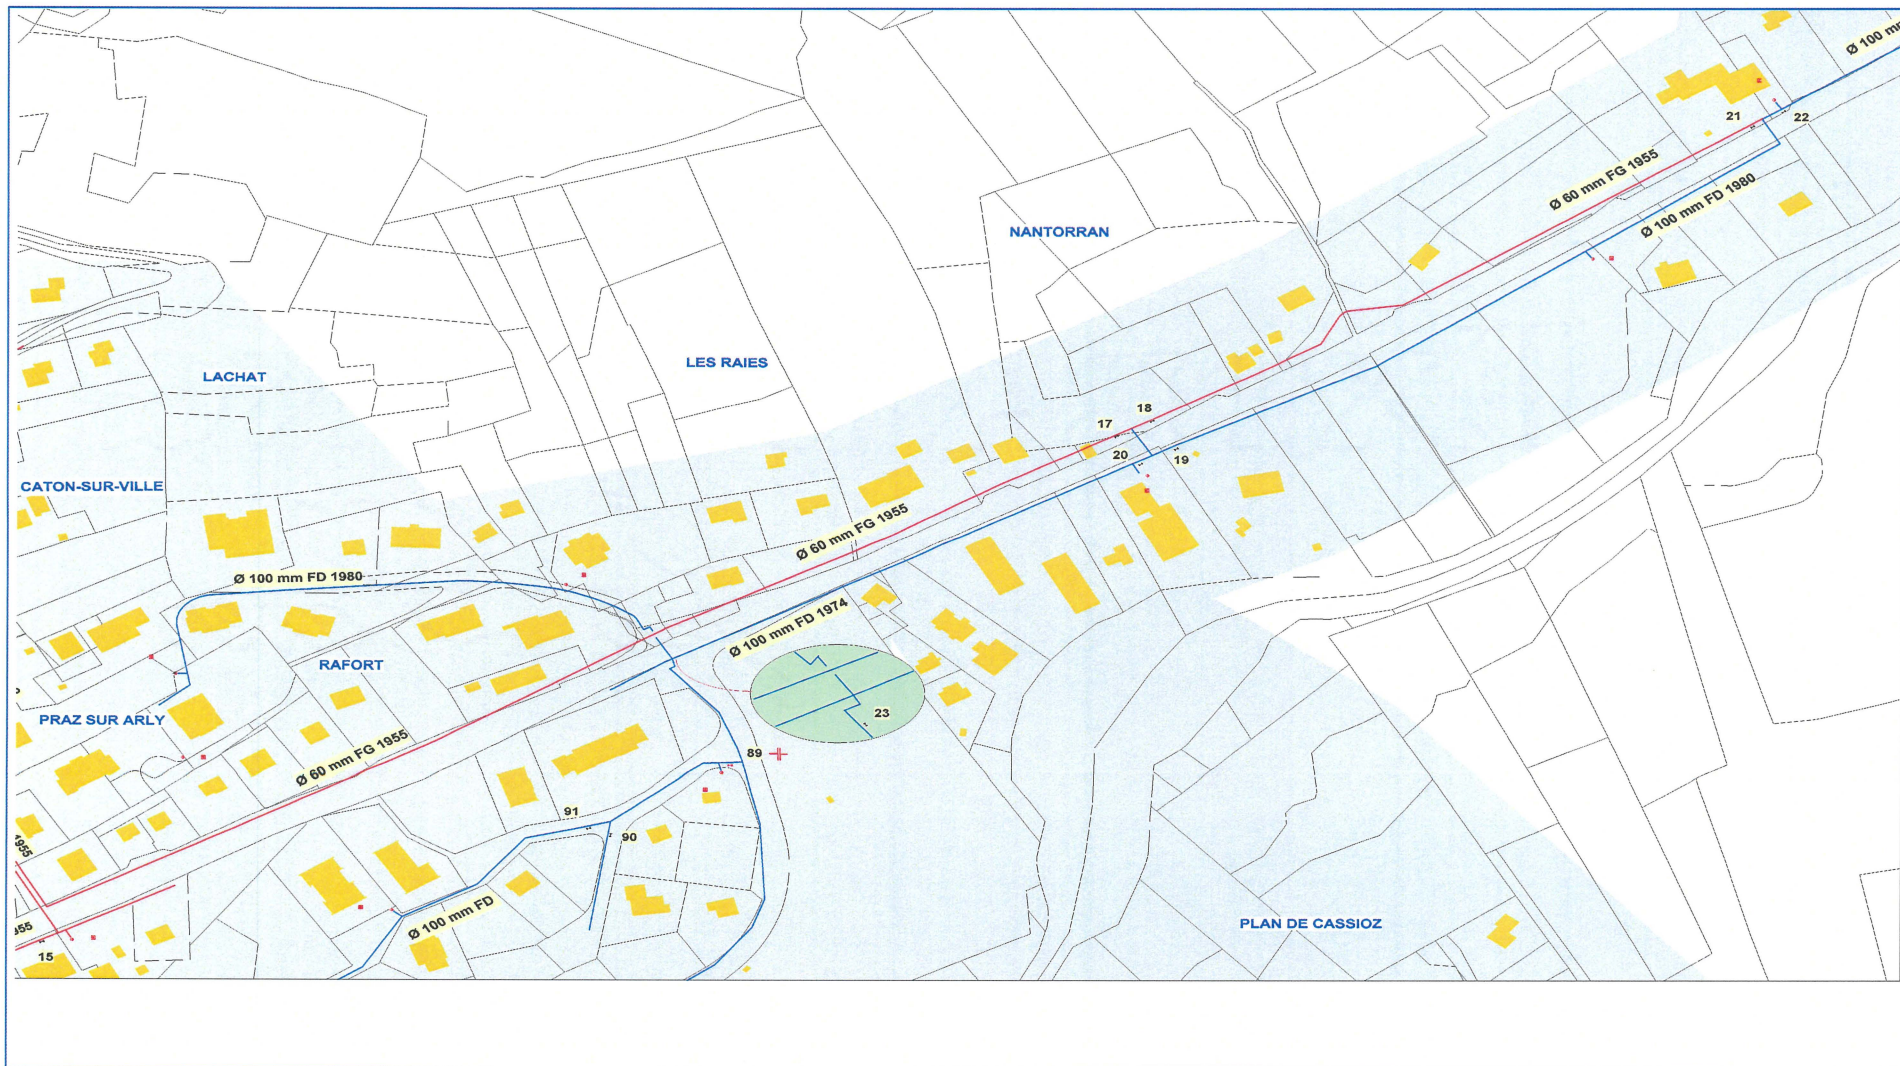 Ø 100 mm
21
22
Ø 60 mm FG 1955
Ø 100 mm FD 1980
NANTORRAN
LES RAIES
LACHAT
18
17
20
19
CATON-SUR-VILLE
Ø 60 mm FG 1955
Ø 100 mm FD 1980
Ø 100 mm FD 1974
RAFORT
PRAZ SUR ARLY
23
Ø 60 mm FG 1955
89
91
90
1955
Ø 100 mm FD
955
15
PLAN DE CASSIOZ